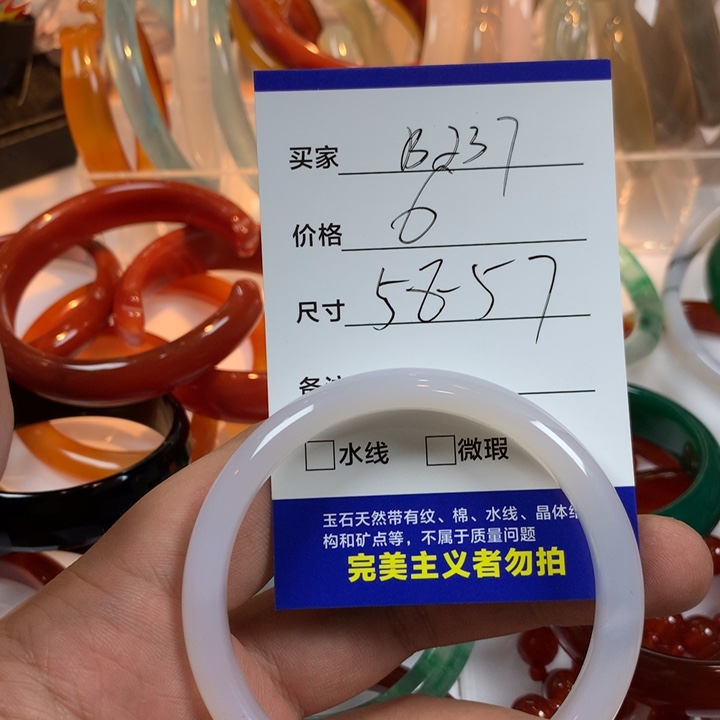 买家 B237
价格 6
尺寸 58-57
备注
□水线 □微瑕
玉石天然带有纹、棉、水线、晶体结
构和矿点等，不属于质量问题
完美主义者勿拍